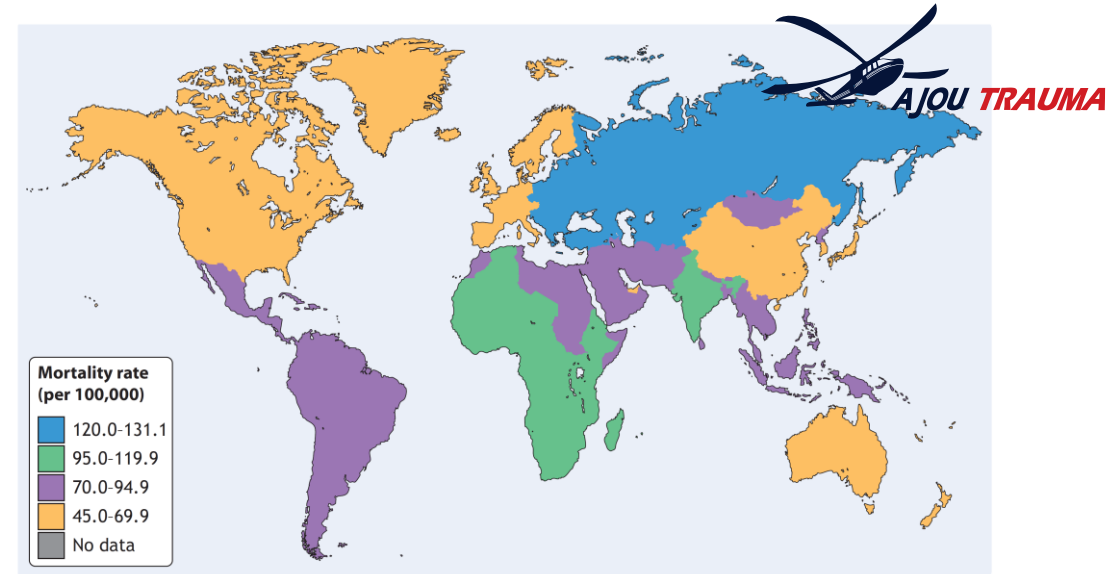 AJOU TRAUMA
Mortality rate
(per 100,000)
120.0-131.1
95.0-119.9
70.0-94.9
45.0-69.9
No data